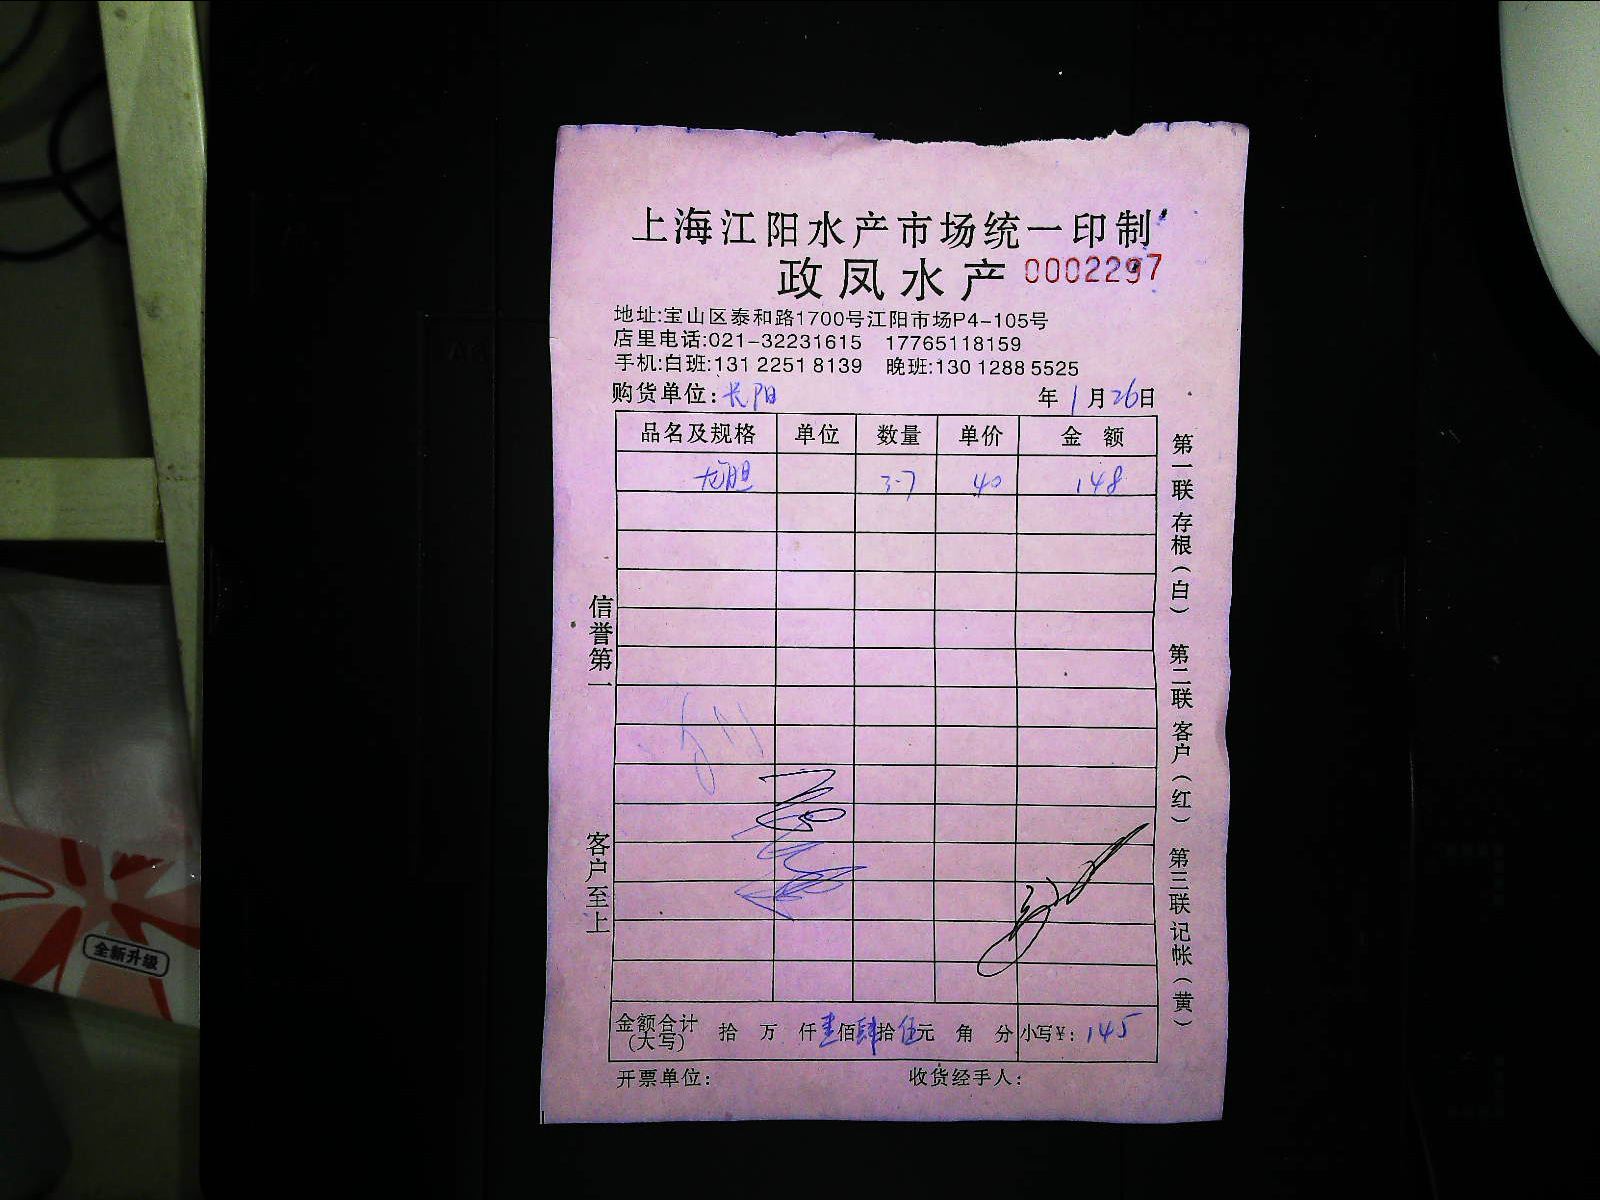 上海江阳水产市场统一印制
政凤水产 0002297
地址:宝山区泰和路1700号江阳市场P4-105号
店里电话:021-32231615 17765118159
手机:白班:131 2251 8139 晚班:130 1288 5525
购货单位:长阳 年1月26日
品名及规格 单位 数量 单价 金额
龙胆 3.7 40 148
金额合计(大写) 拾 万 仟壹佰肆拾伍元 角 分 小写¥:145
开票单位: 收货经手人:
信誉第一
客户至上
第一联 存根(白)
第二联 客户(红)
第三联 记帐(黄)
全新升级